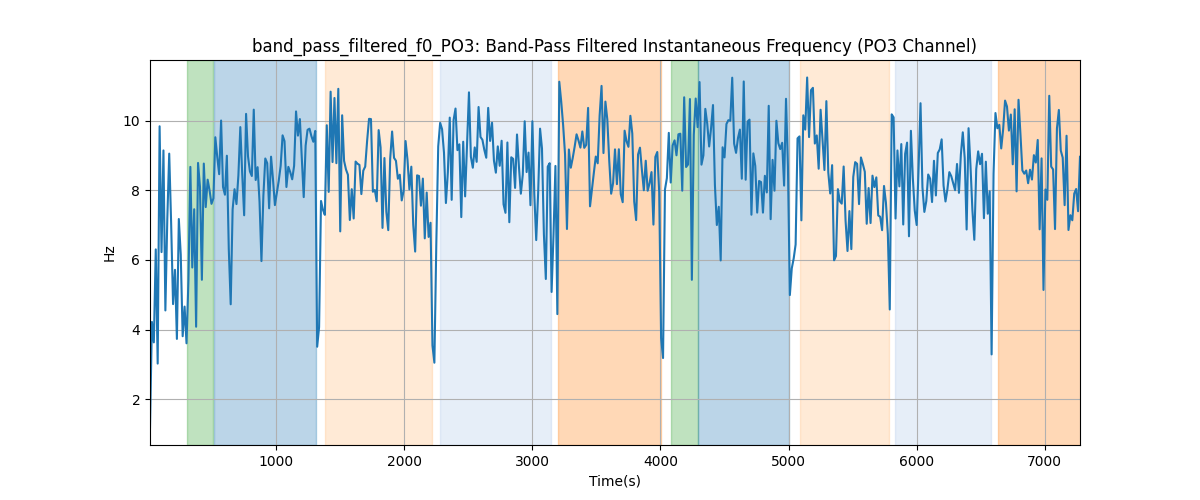 band_pass_filtered_f0_PO3: Band-Pass Filtered Instantaneous Frequency (PO3 Channel)
10
8
6
4
2
Hz
1000 2000 3000 4000 5000 6000 7000
Time(s)